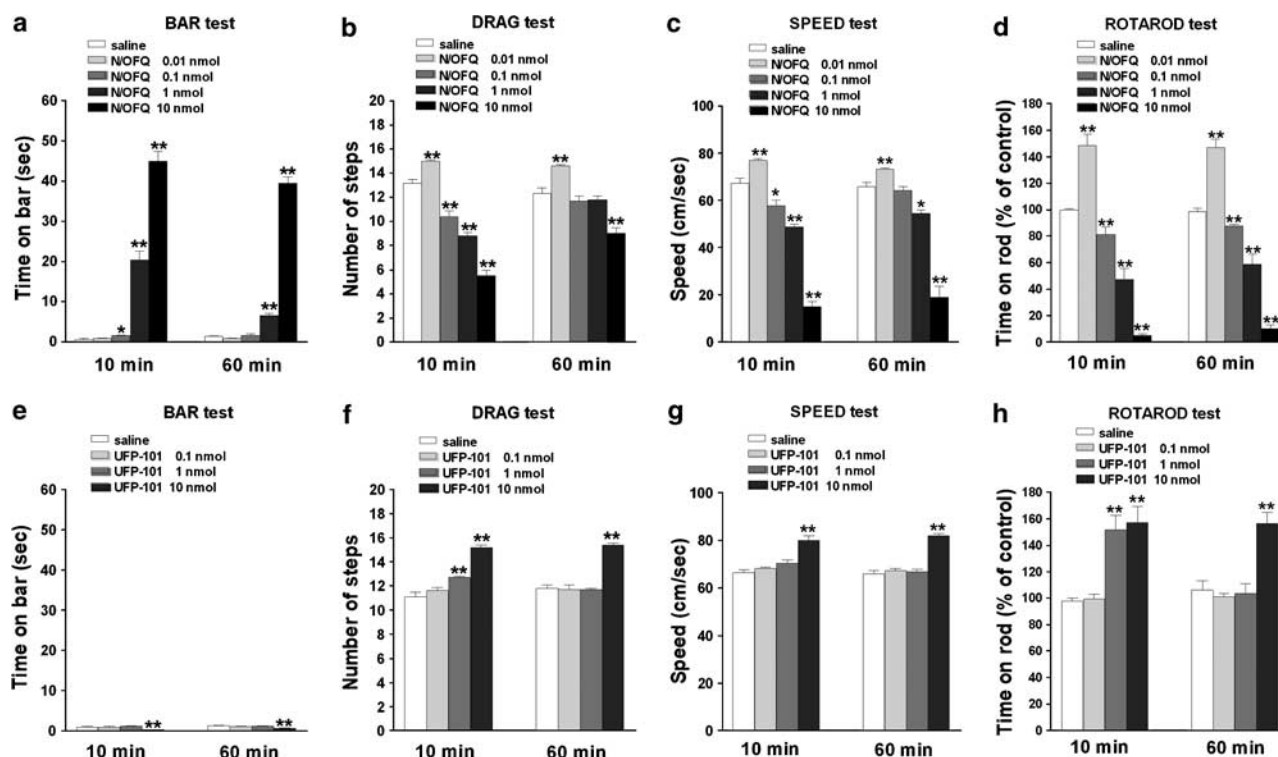 a
BAR test
saline
N/OFQ 0.01 nmol
N/OFQ 0.1 nmol
N/OFQ 1 nmol
N/OFQ 10 nmol
Time on bar (sec)
60
50
40
30
20
10
0
*
**
**
**
**
10 min
60 min
b
DRAG test
saline
N/OFQ 0.01 nmol
N/OFQ 0.1 nmol
N/OFQ 1 nmol
N/OFQ 10 nmol
Number of steps
20
18
16
14
12
10
8
6
4
2
0
**
**
**
**
**
**
10 min
60 min
c
SPEED test
saline
N/OFQ 0.01 nmol
N/OFQ 0.1 nmol
N/OFQ 1 nmol
N/OFQ 10 nmol
Speed (cm/sec)
100
80
60
40
20
0
**
*
**
**
**
*
**
10 min
60 min
d
ROTAROD test
saline
N/OFQ 0.01 nmol
N/OFQ 0.1 nmol
N/OFQ 1 nmol
N/OFQ 10 nmol
Time on rod (% of control)
180
160
140
120
100
80
60
40
20
0
**
**
**
**
**
**
**
**
10 min
60 min
e
BAR test
saline
UFP-101 0.1 nmol
UFP-101 1 nmol
UFP-101 10 nmol
Time on bar (sec)
60
50
40
30
20
10
0
**
**
10 min
60 min
f
DRAG test
saline
UFP-101 0.1 nmol
UFP-101 1 nmol
UFP-101 10 nmol
Number of steps
20
18
16
14
12
10
8
6
4
2
0
**
**
**
10 min
60 min
g
SPEED test
saline
UFP-101 0.1 nmol
UFP-101 1 nmol
UFP-101 10 nmol
Speed (cm/sec)
100
80
60
40
20
0
**
**
10 min
60 min
h
ROTAROD test
saline
UFP-101 0.1 nmol
UFP-101 1 nmol
UFP-101 10 nmol
Time on rod (% of control)
180
160
140
120
100
80
60
40
20
0
**
**
**
10 min
60 min